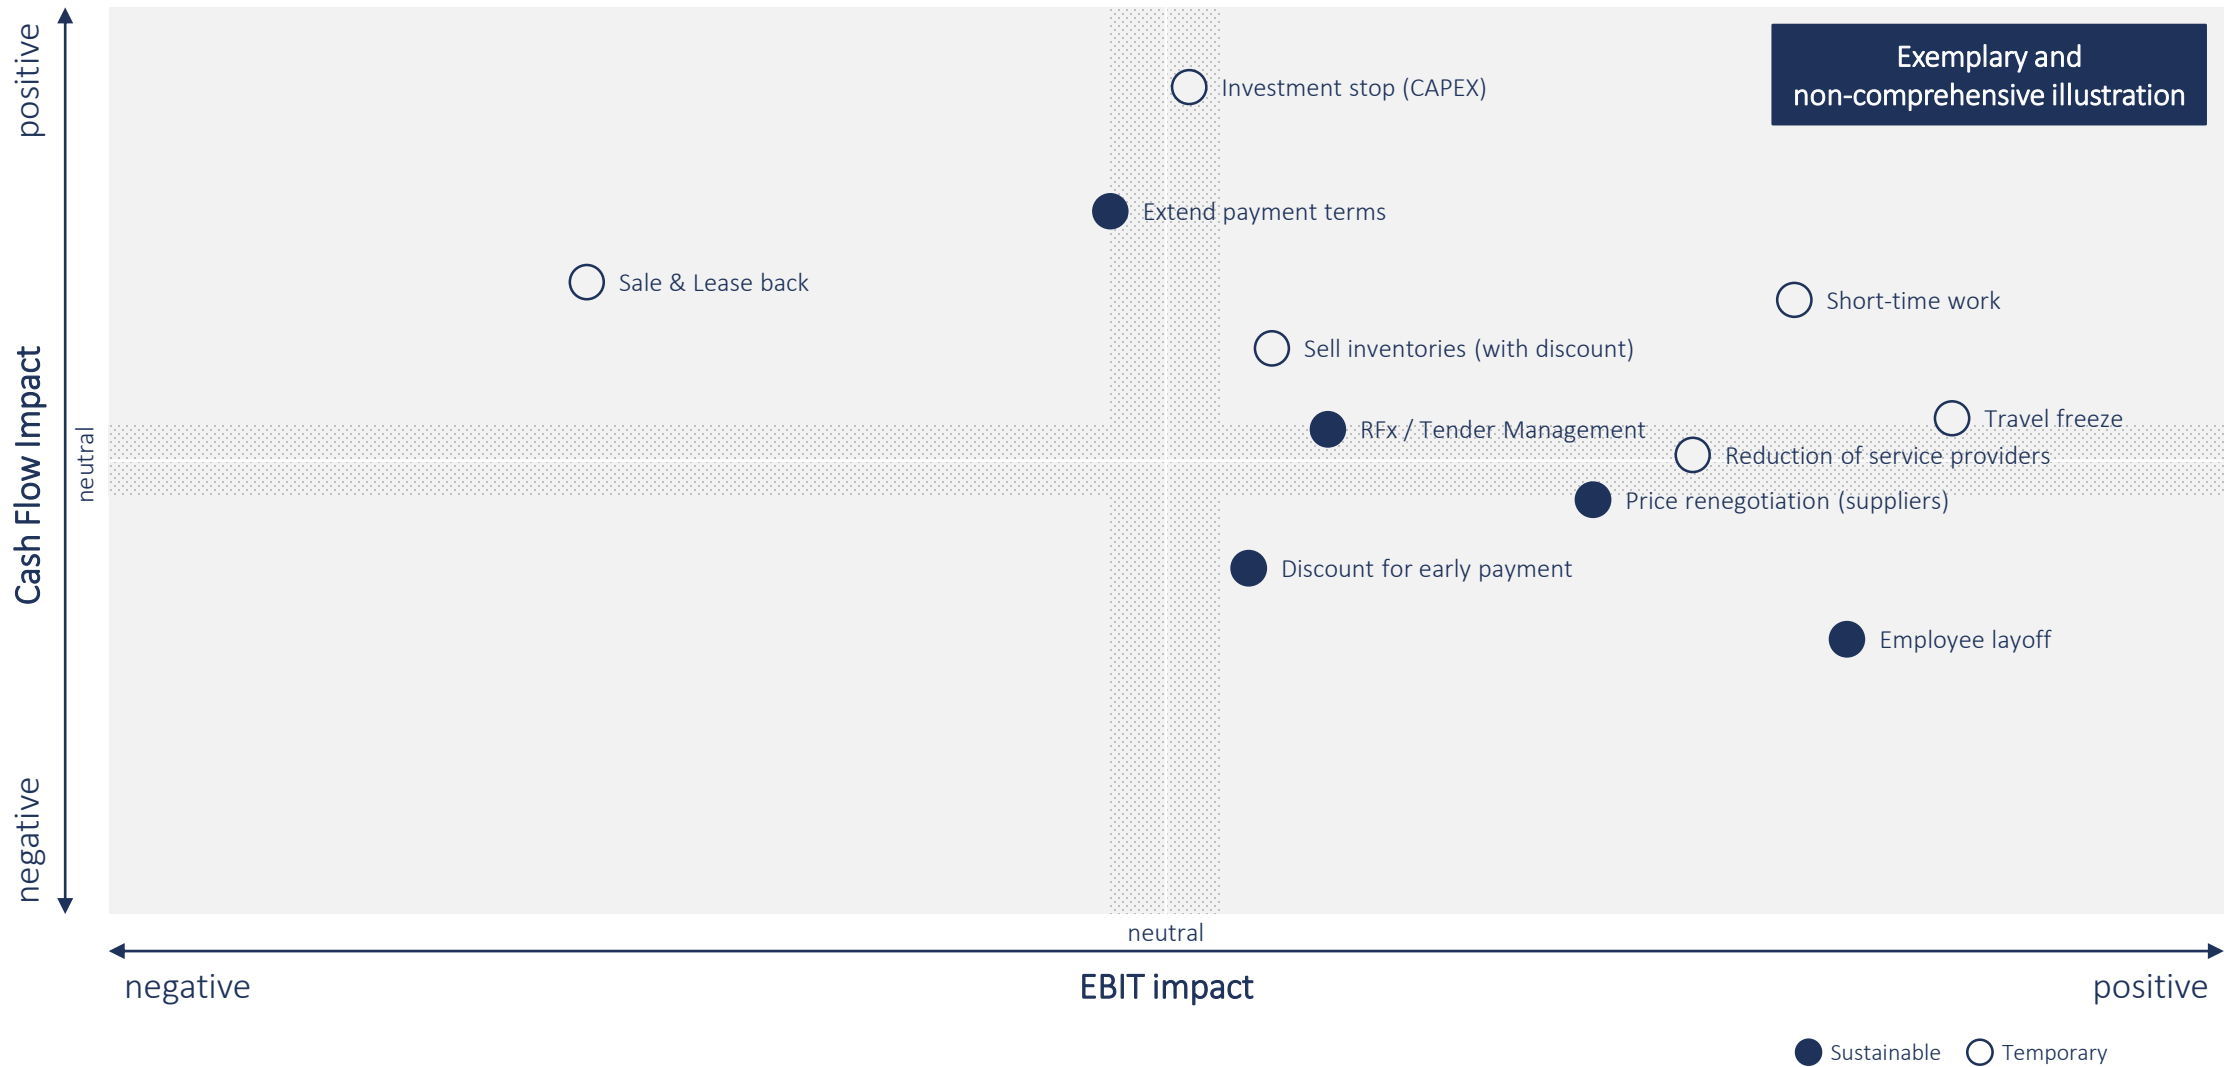 positive
Exemplary and
non-comprehensive illustration
Investment stop (CAPEX)
Extend payment terms
Sale & Lease back
Short-time work
Sell inventories (with discount)
Cash Flow Impact
neutral
RFx / Tender Management
Travel freeze
Reduction of service providers
Price renegotiation (suppliers)
Discount for early payment
Employee layoff
negative
neutral
negative
EBIT impact
positive
Sustainable
Temporary